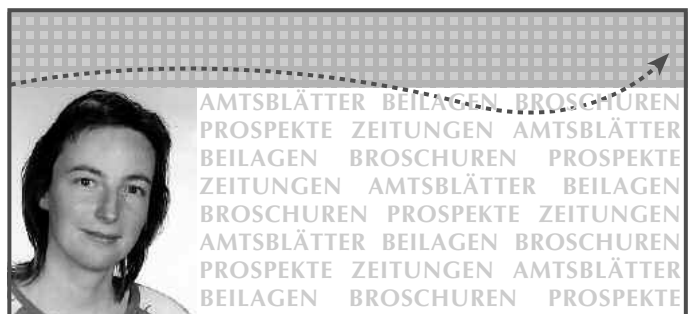 AMTSBLÄTTER BEILAGEN BROSCHUREN
PROSPEKTE ZEITUNGEN AMTSBLÄTTER
BEILAGEN BROSCHUREN PROSPEKTE
ZEITUNGEN AMTSBLÄTTER BEILAGEN
BROSCHUREN PROSPEKTE ZEITUNGEN
AMTSBLÄTTER BEILAGEN BROSCHUREN
PROSPEKTE ZEITUNGEN AMTSBLÄTTER
BEILAGEN BROSCHUREN PROSPEKTE